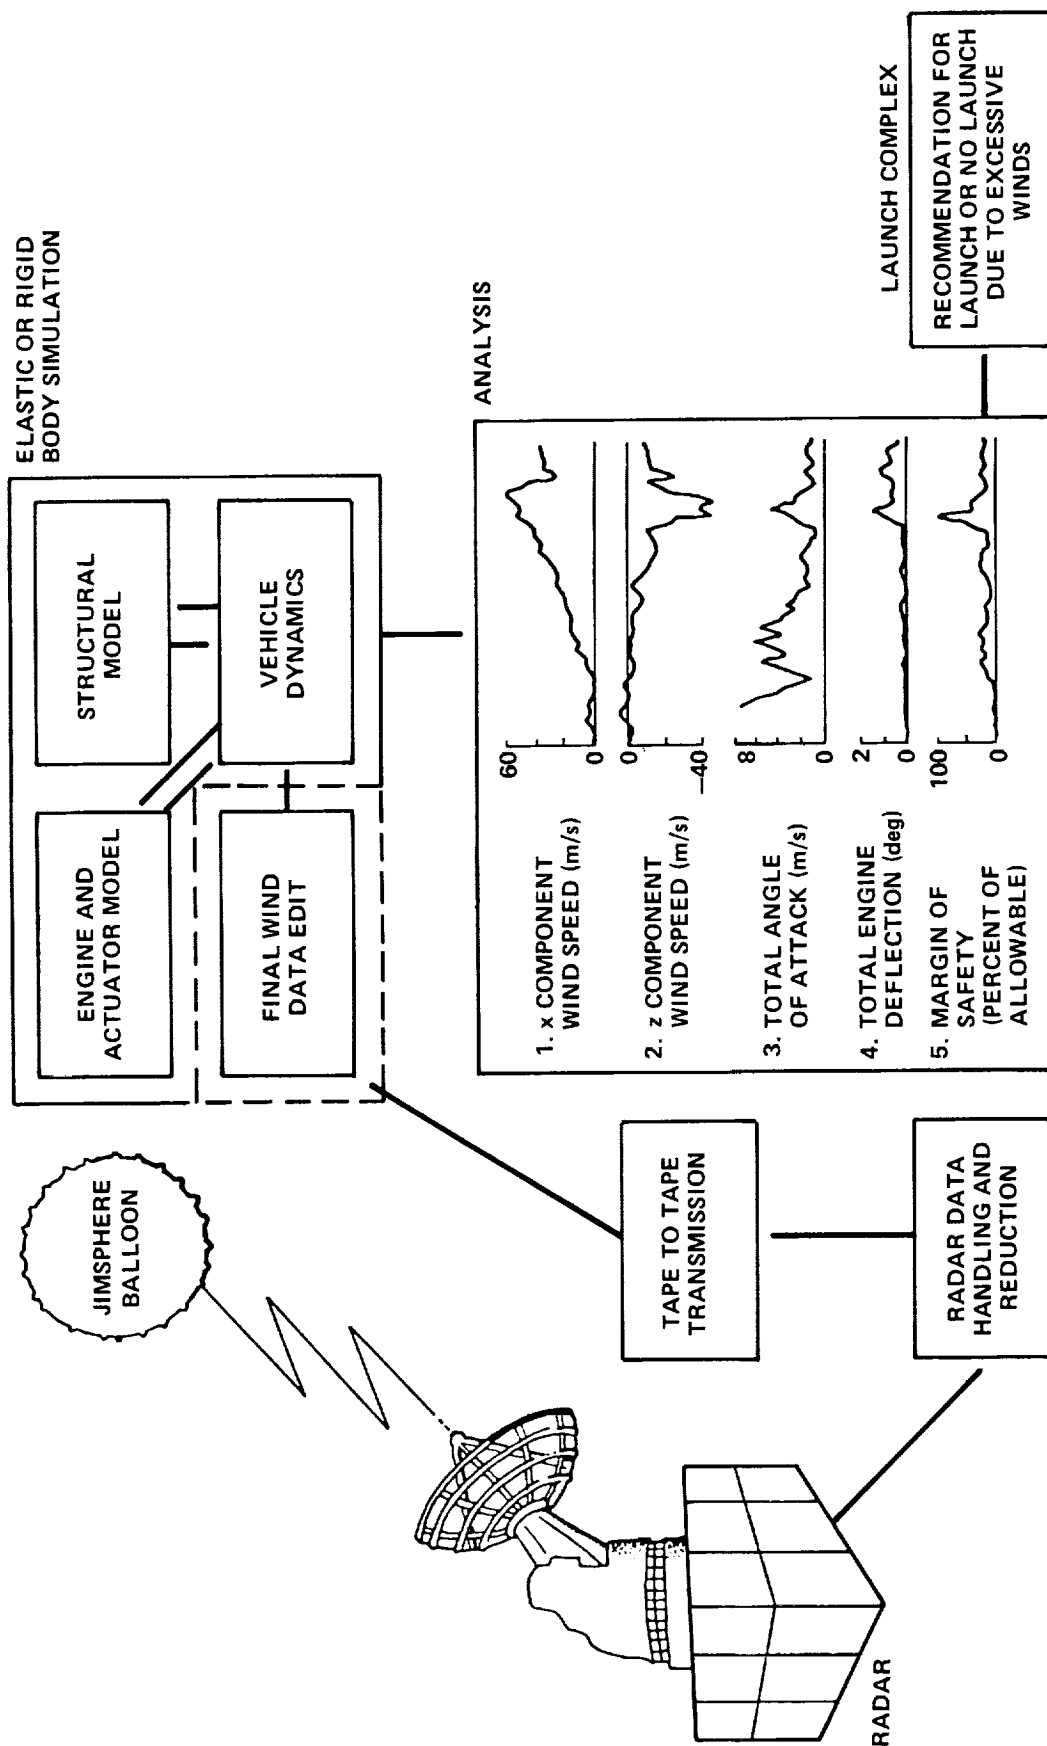 JIMSPHERE
BALLOON
RADAR
RADAR DATA
HANDLING AND
REDUCTION
TAPE TO TAPE
TRANSMISSION
ELASTIC OR RIGID
BODY SIMULATION
ENGINE AND
ACTUATOR MODEL
STRUCTURAL
MODEL
FINAL WIND
DATA EDIT
VEHICLE
DYNAMICS
ANALYSIS
1. x COMPONENT
WIND SPEED (m/s)
60
0
2. z COMPONENT
WIND SPEED (m/s)
0
–40
3. TOTAL ANGLE
OF ATTACK (m/s)
8
0
4. TOTAL ENGINE
DEFLECTION (deg)
2
0
5. MARGIN OF
SAFETY
(PERCENT OF
ALLOWABLE)
100
0
LAUNCH COMPLEX
RECOMMENDATION FOR
LAUNCH OR NO LAUNCH
DUE TO EXCESSIVE
WINDS